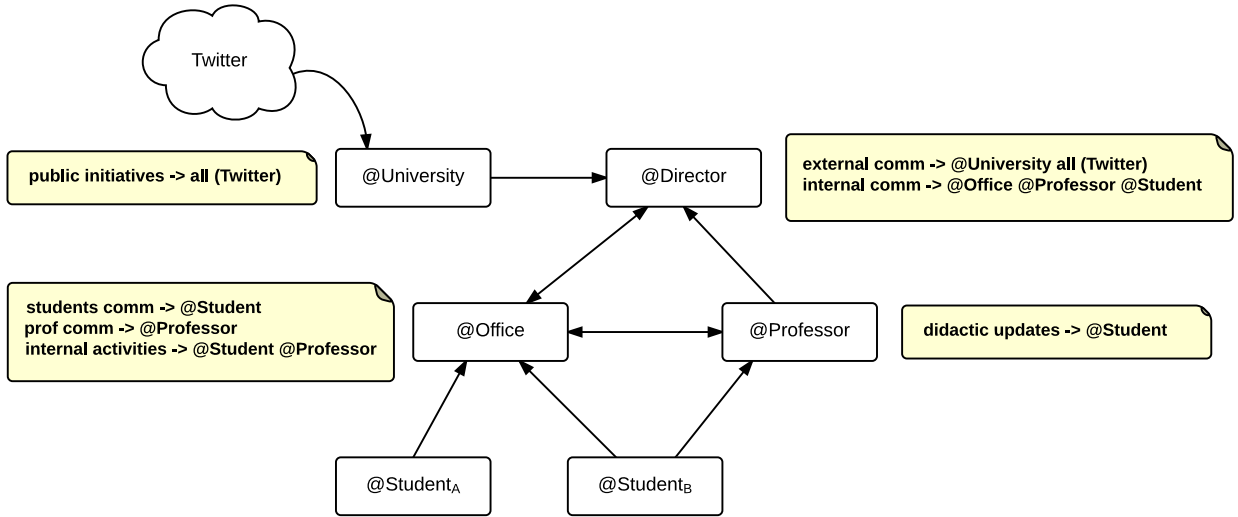 Twitter
public initiatives -> all (Twitter)
@University
@Director
external comm -> @University all (Twitter)
internal comm -> @Office @Professor @Student
students comm -> @Student
prof comm -> @Professor
internal activities -> @Student @Professor
@Office
@Professor
didactic updates -> @Student
@StudentA
@StudentB